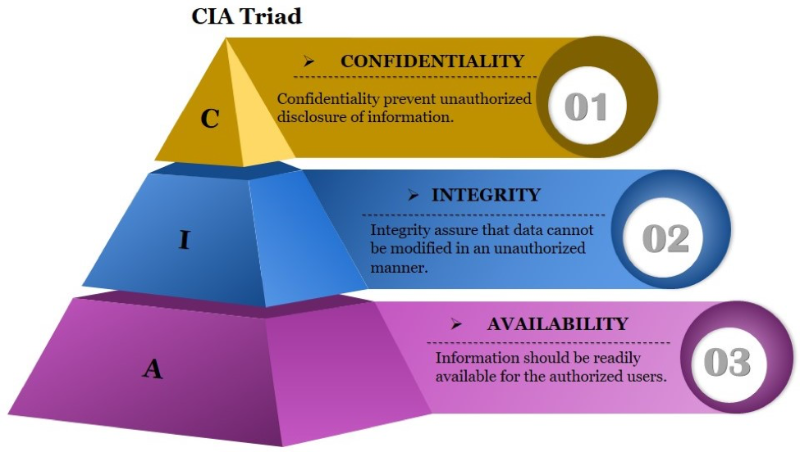 CIA Triad
➢ CONFIDENTIALITY
Confidentiality prevent unauthorized
disclosure of information.
C
01
➢ INTEGRITY
Integrity assure that data cannot
be modified in an unauthorized
manner.
I
02
➢ AVAILABILITY
Information should be readily
available for the authorized users.
A
03